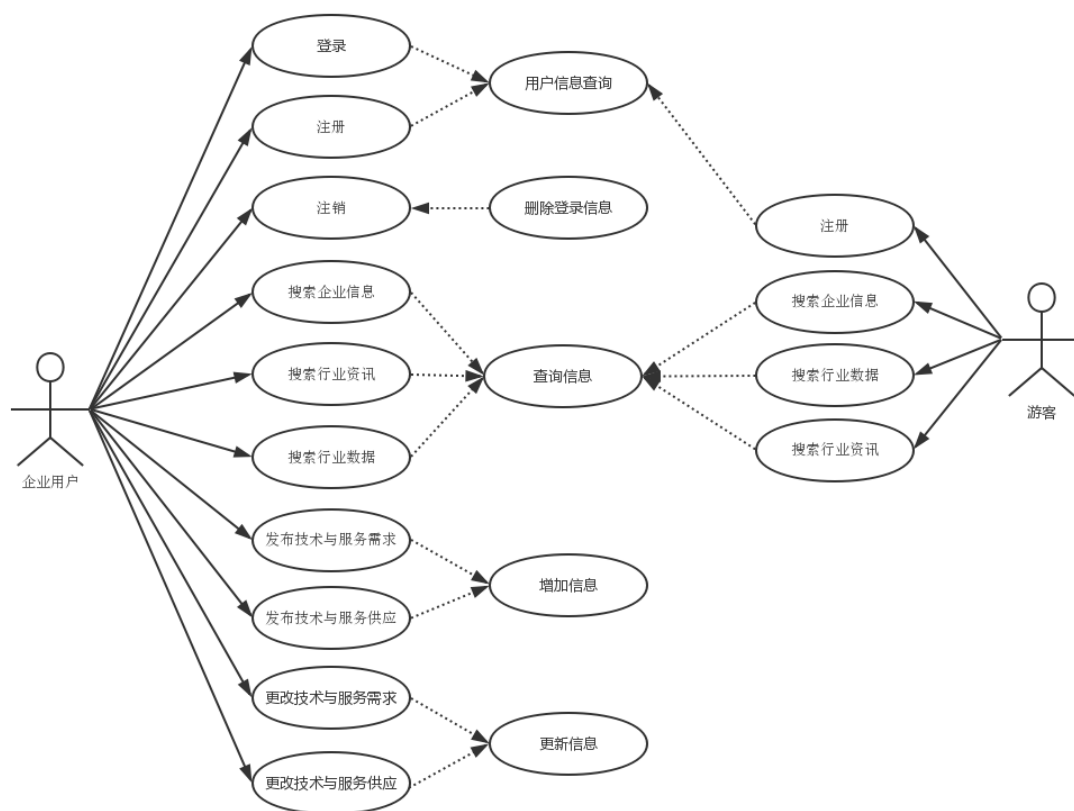 登录
用户信息查询
注册
注销
删除登录信息
注册
搜索企业信息
搜索企业信息
搜索行业资讯
查询信息
搜索行业数据
游客
搜索行业数据
搜索行业资讯
企业用户
发布技术与服务需求
增加信息
发布技术与服务供应
更改技术与服务需求
更新信息
更改技术与服务供应